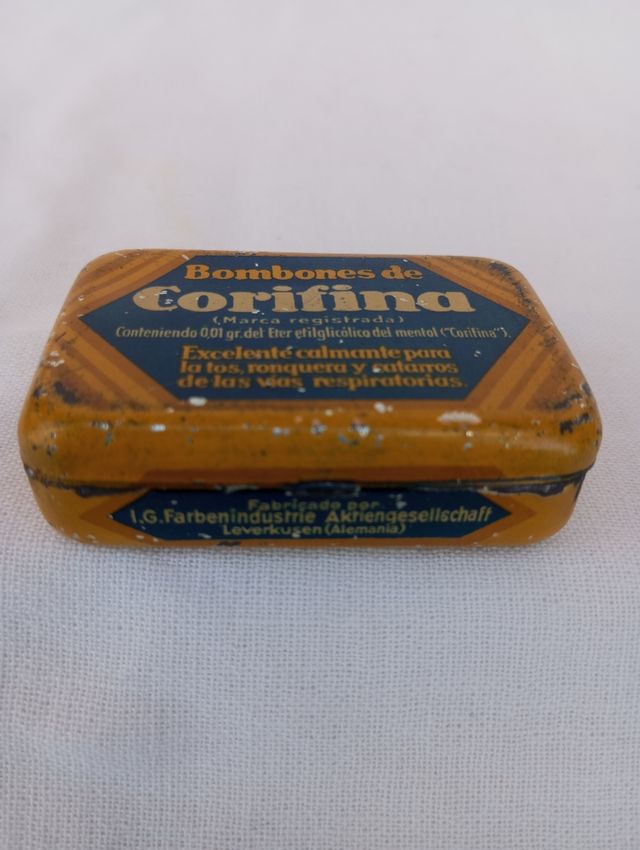 Bombones de
Corifina
(Marca registrada)
Conteniendo 0,01 gr. del Eter etilglicólico del mentol ("Corifina").
Excelente calmante para
la tos, ronquera y catarros
de las vías respiratorias.
Fabricado por
I.G. Farbenindustrie Aktiengesellschaft
Leverkusen (Alemania)